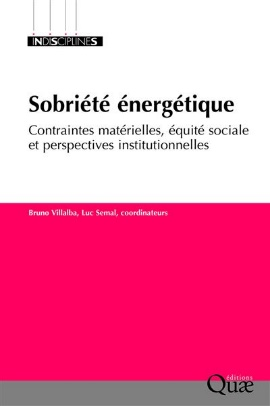 INDISCIPLINES
Sobriété énergétique
Contraintes matérielles, équité sociale
et perspectives institutionnelles
Bruno Villalba, Luc Semal, coordinateurs
éditions
Quæ